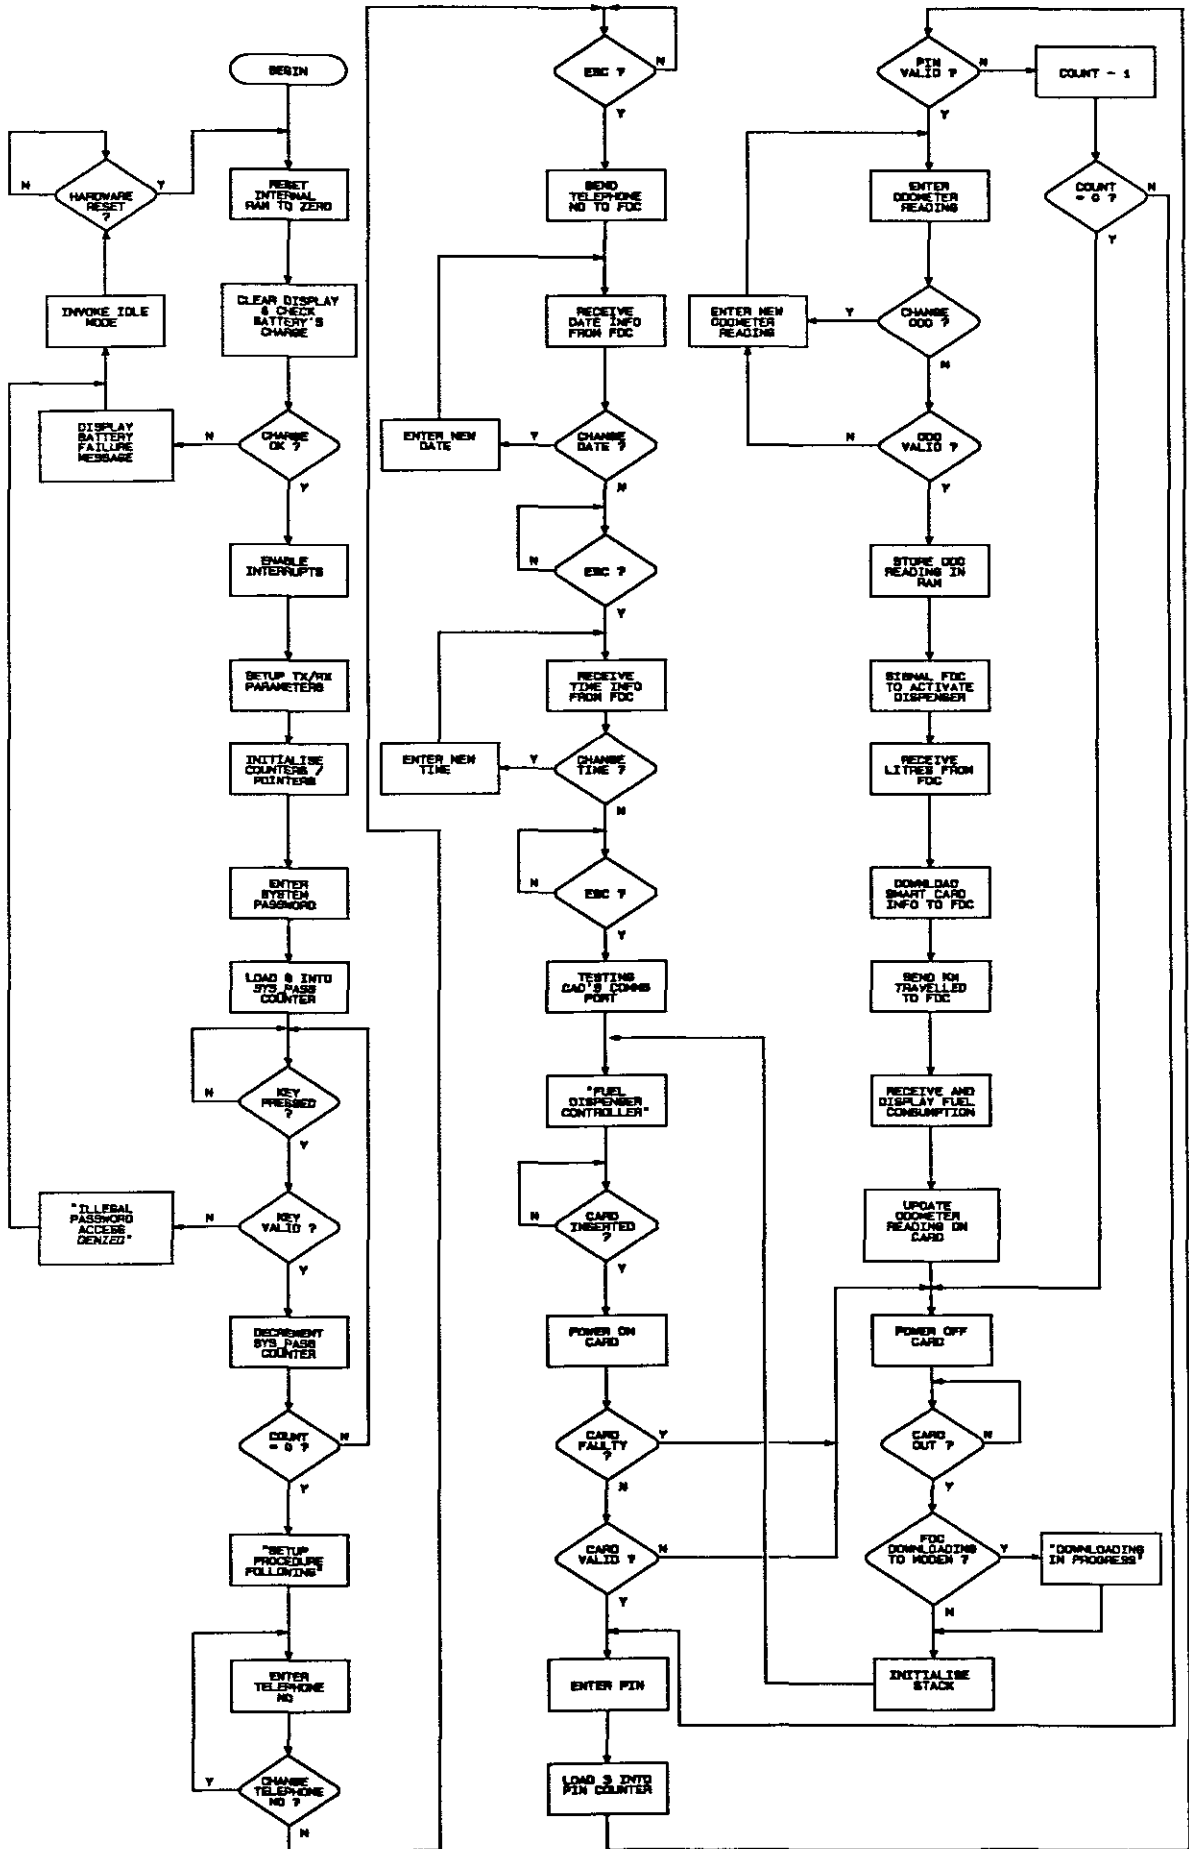 BEGIN
HARDWARE
RESET
?
N
Y
RESET
INTERNAL
RAM TO ZERO
INVOKE IDLE
MODE
CLEAR DISPLAY
& CHECK
BATTERY'S
CHARGE
DISPLAY
BATTERY
FAILURE
MESSAGE
N
CHARGE
OK ?
Y
ENABLE
INTERRUPTS
SETUP TX/RX
PARAMETERS
INITIALISE
COUNTERS /
POINTERS
ENTER
SYSTEM
PASSWORD
INTO
SYS_PASS
COUNTER
N
KEY
PRESSED
?
Y
"ILLEGAL
PASSWORD
ACCESS
DENIED"
N
KEY
VALID ?
Y
DECREMENT
SYS_PASS
COUNTER
COUNT
= 0 ?
N
Y
"SETUP
PROCEDURE
FOLLOWING"
ENTER
TELEPHONE
NO
Y
CHANGE
TELEPHONE
NO ?
N
ESC ?
N
Y
SEND
TELEPHONE
NO TO FDC
RECEIVE
DATE INFO
FROM FDC
ENTER NEW
DATE
Y
CHANGE
DATE ?
N
N
ESC ?
Y
RECEIVE
TIME INFO
FROM FDC
ENTER NEW
TIME
Y
CHANGE
TIME ?
N
N
ESC ?
Y
TESTING
CAD'S COMMS
PORT
"FUEL
DISPENSER
CONTROLLER"
N
CARD
INSERTED
?
Y
POWER ON
CARD
CARD
FAULTY
?
Y
N
CARD
VALID ?
N
Y
ENTER PIN
LOAD 3 INTO
PIN COUNTER
PIN
VALID ?
N
Y
COUNT - 1
COUNT
= 0 ?
N
Y
ENTER
ODOMETER
READING
ENTER NEW
ODOMETER
READING
Y
CHANGE
ODO ?
N
N
ODO
VALID ?
Y
STORE ODO
READING IN
RAM
SIGNAL FDC
TO ACTIVATE
DISPENSER
RECEIVE
LITRES FROM
FDC
DOWNLOAD
SMART CARD
INFO TO FDC
SEND KM
TRAVELLED
TO FDC
RECEIVE AND
DISPLAY FUEL
CONSUMPTION
UPDATE
ODOMETER
READING ON
CARD
POWER OFF
CARD
CARD
OUT ?
N
Y
FDC
DOWNLOADING
TO MODEM ?
Y
"DOWNLOADING
IN PROGRESS"
N
INITIALISE
STACK